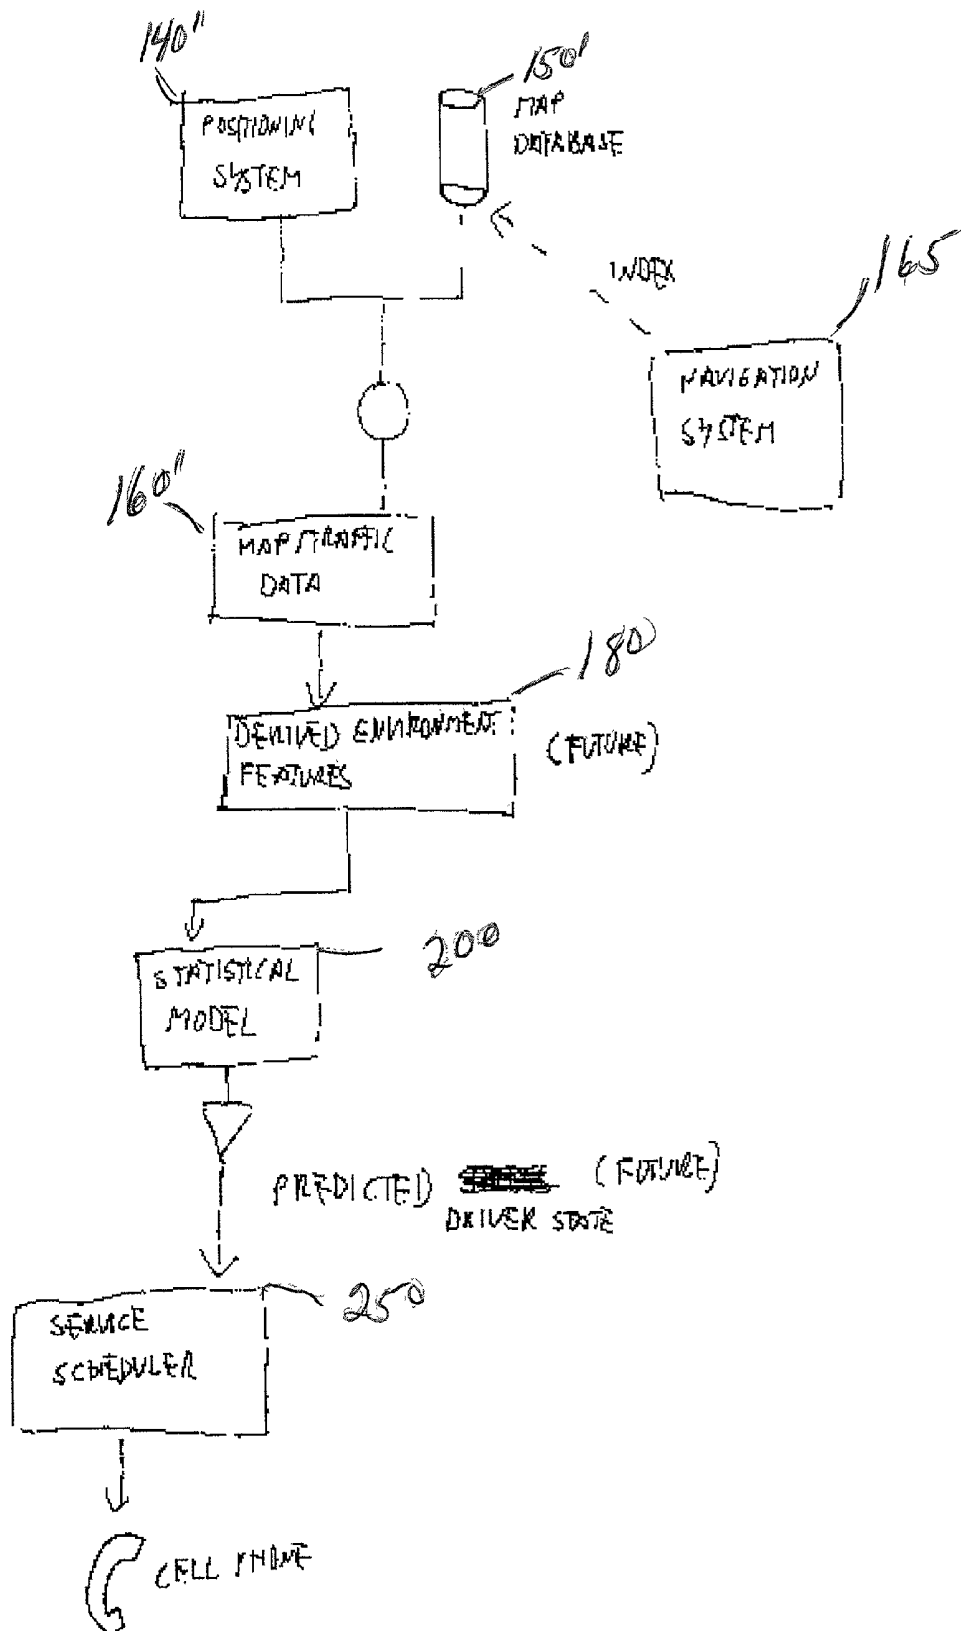 140"
POSITIONING
SYSTEM
150'
MAP
DATABASE
INDEX
165
NAVIGATION
SYSTEM
160"
MAP/TRAFFIC
DATA
180
DERIVED ENVIRONMENT
FEATURES
(FUTURE)
200
STATISTICAL
MODEL
PREDICTED (FUTURE)
DRIVER STATE
250
SERVICE
SCHEDULER
CELL PHONE